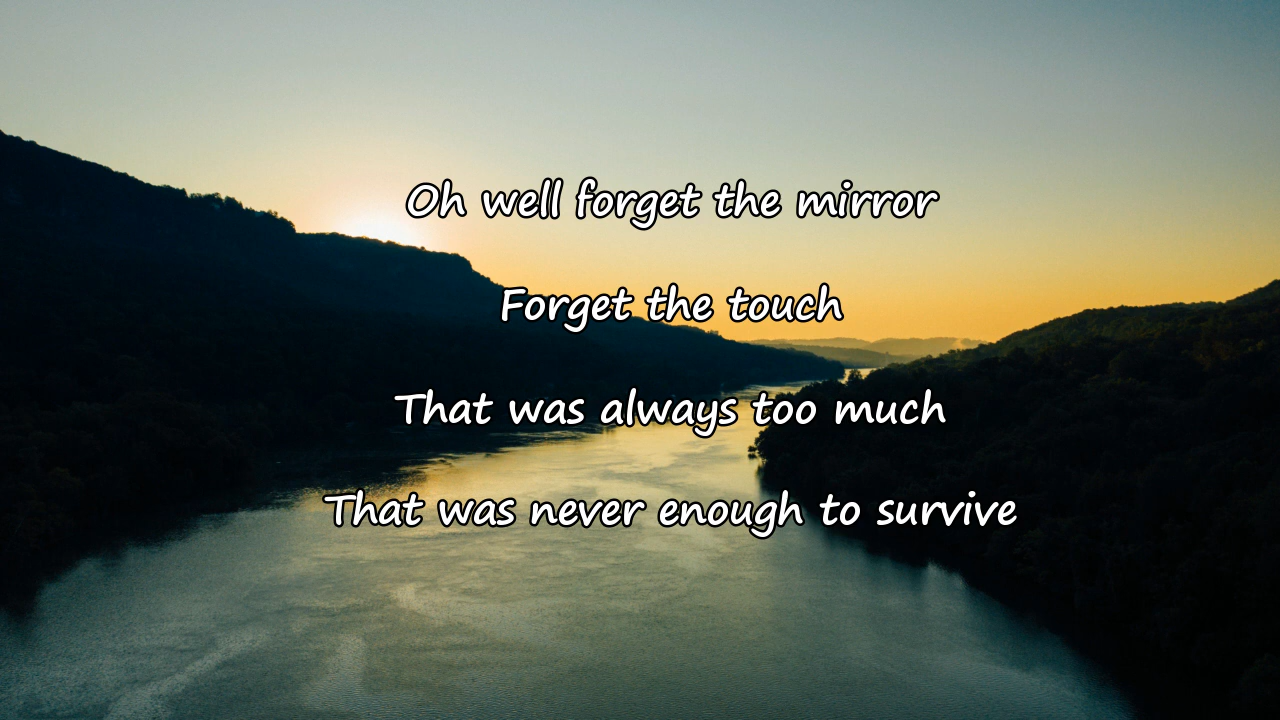 Oh well forget the mirror
Forget the touch
That was always too much
That was never enough to survive